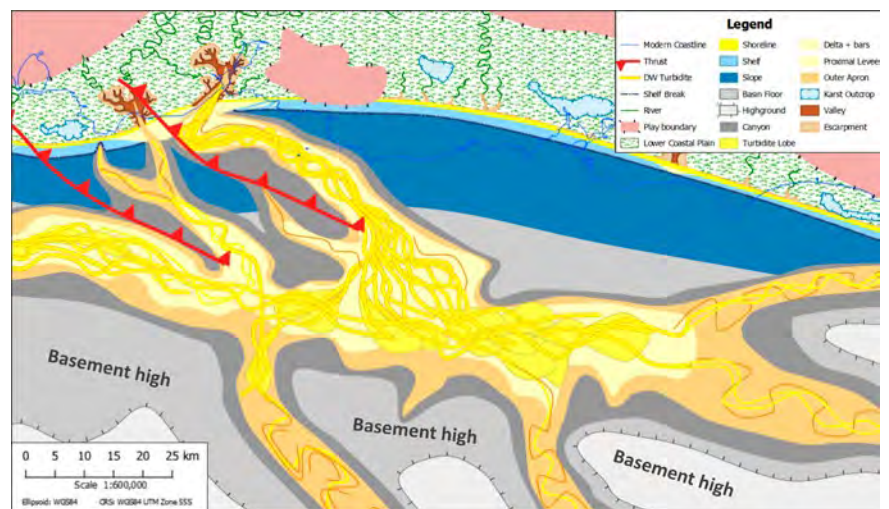 Legend
Modern Coastline
Thrust
DW Turbidite
Shelf Break
River
Play boundary
Lower Coastal Plain
Shoreline
Shelf
Slope
Basin Floor
Highground
Canyon
Turbidite Lobe
Delta + bars
Proximal Levees
Outer Apron
Karst Outcrop
Valley
Escarpment
Basement high
Basement high
Basement high
0 5 10 15 20 25 km
Scale 1:600,000
Ellipsoid: WGS84 CRS: WGS84 UTM Zone 55S